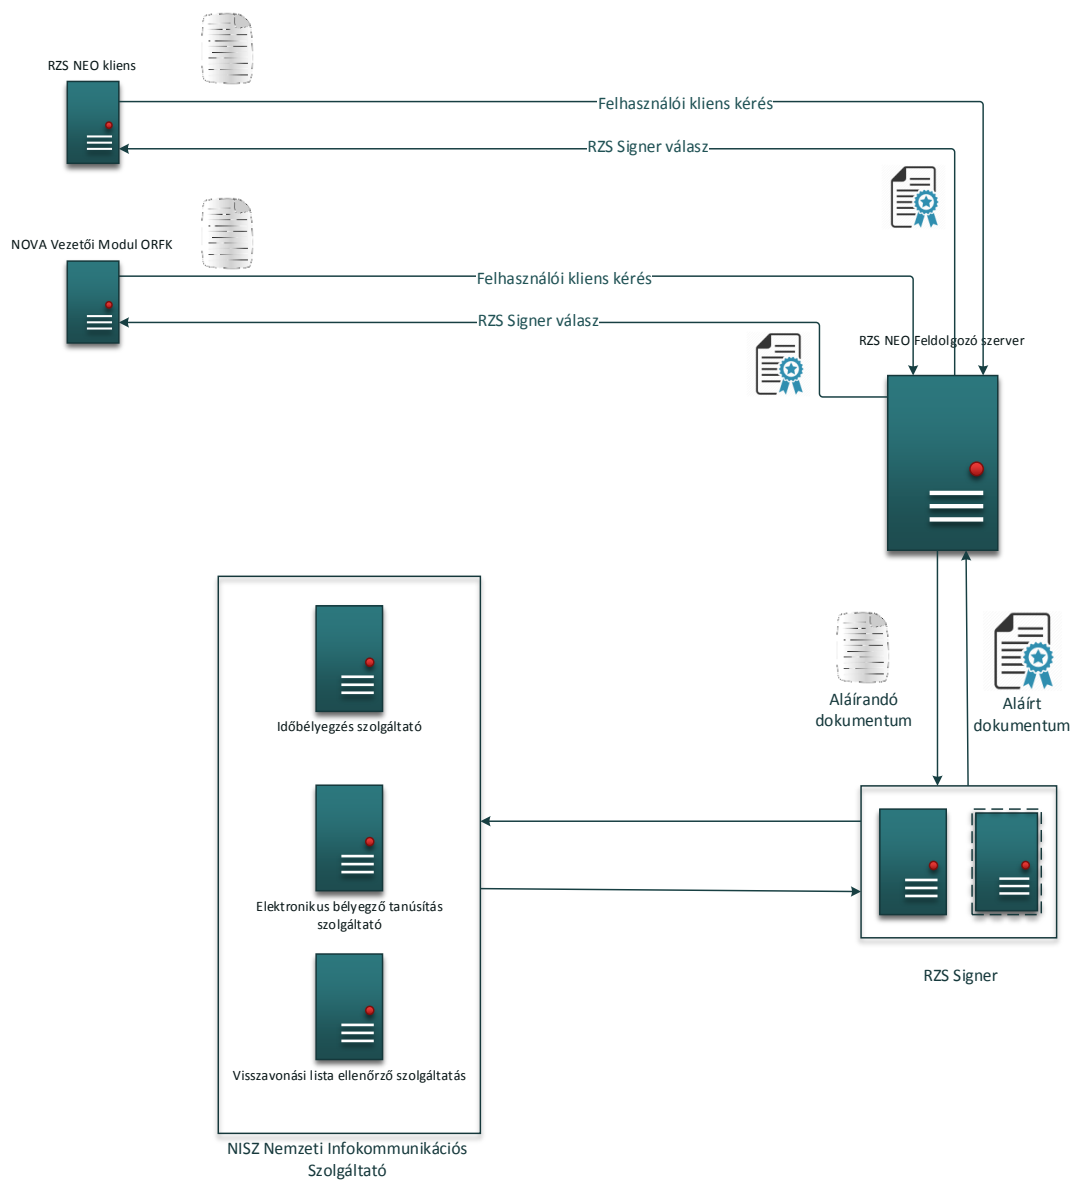 RZS NEO kliens
Felhasználói kliens kérés
RZS Signer válasz
NOVA Vezetői Modul ORFK
Felhasználói kliens kérés
RZS Signer válasz
RZS NEO Feldolgozó szerver
Aláírandó
dokumentum
Aláírt
dokumentum
Időbélyegzés szolgáltató
Elektronikus bélyegző tanúsítás
szolgáltató
RZS Signer
Visszavonási lista ellenőrző szolgáltatás
NISZ Nemzeti Infokommunikációs
Szolgáltató